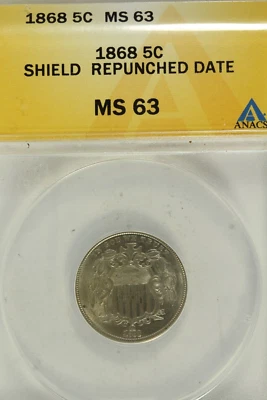 1868 5C MS 63
1868 5C
SHIELD REPUNCHED DATE
MS 63
ANACS